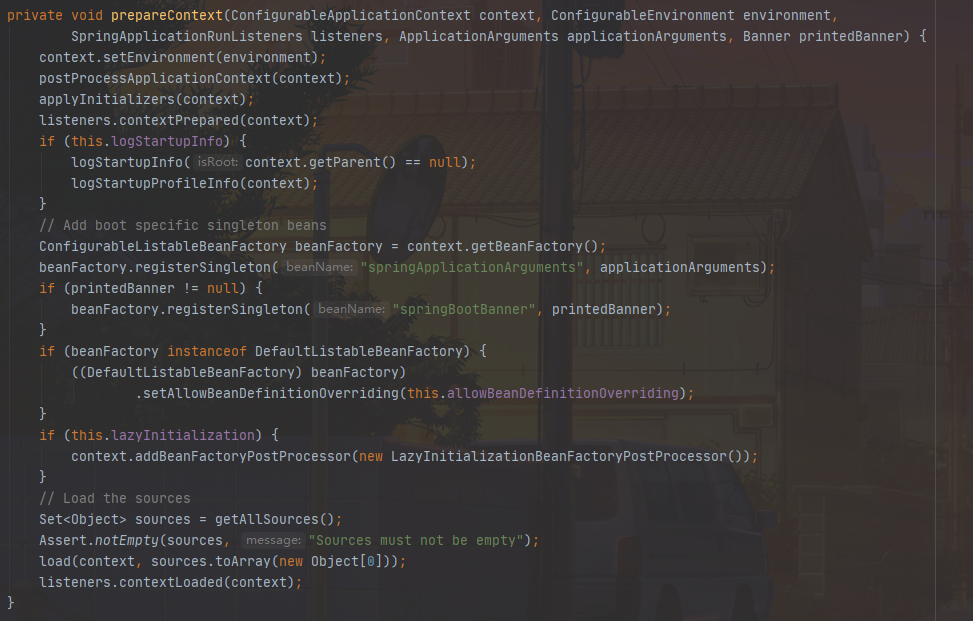 private void prepareContext(ConfigurableApplicationContext context, ConfigurableEnvironment environment,
        SpringApplicationRunListeners listeners, ApplicationArguments applicationArguments, Banner printedBanner) {
    context.setEnvironment(environment);
    postProcessApplicationContext(context);
    applyInitializers(context);
    listeners.contextPrepared(context);
    if (this.logStartupInfo) {
        logStartupInfo( isRoot: context.getParent() == null);
        logStartupProfileInfo(context);
    }
    // Add boot specific singleton beans
    ConfigurableListableBeanFactory beanFactory = context.getBeanFactory();
    beanFactory.registerSingleton( beanName: "springApplicationArguments", applicationArguments);
    if (printedBanner != null) {
        beanFactory.registerSingleton( beanName: "springBootBanner", printedBanner);
    }
    if (beanFactory instanceof DefaultListableBeanFactory) {
        ((DefaultListableBeanFactory) beanFactory)
                .setAllowBeanDefinitionOverriding(this.allowBeanDefinitionOverriding);
    }
    if (this.lazyInitialization) {
        context.addBeanFactoryPostProcessor(new LazyInitializationBeanFactoryPostProcessor());
    }
    // Load the sources
    Set<Object> sources = getAllSources();
    Assert.notEmpty(sources, message: "Sources must not be empty");
    load(context, sources.toArray(new Object[0]));
    listeners.contextLoaded(context);
}